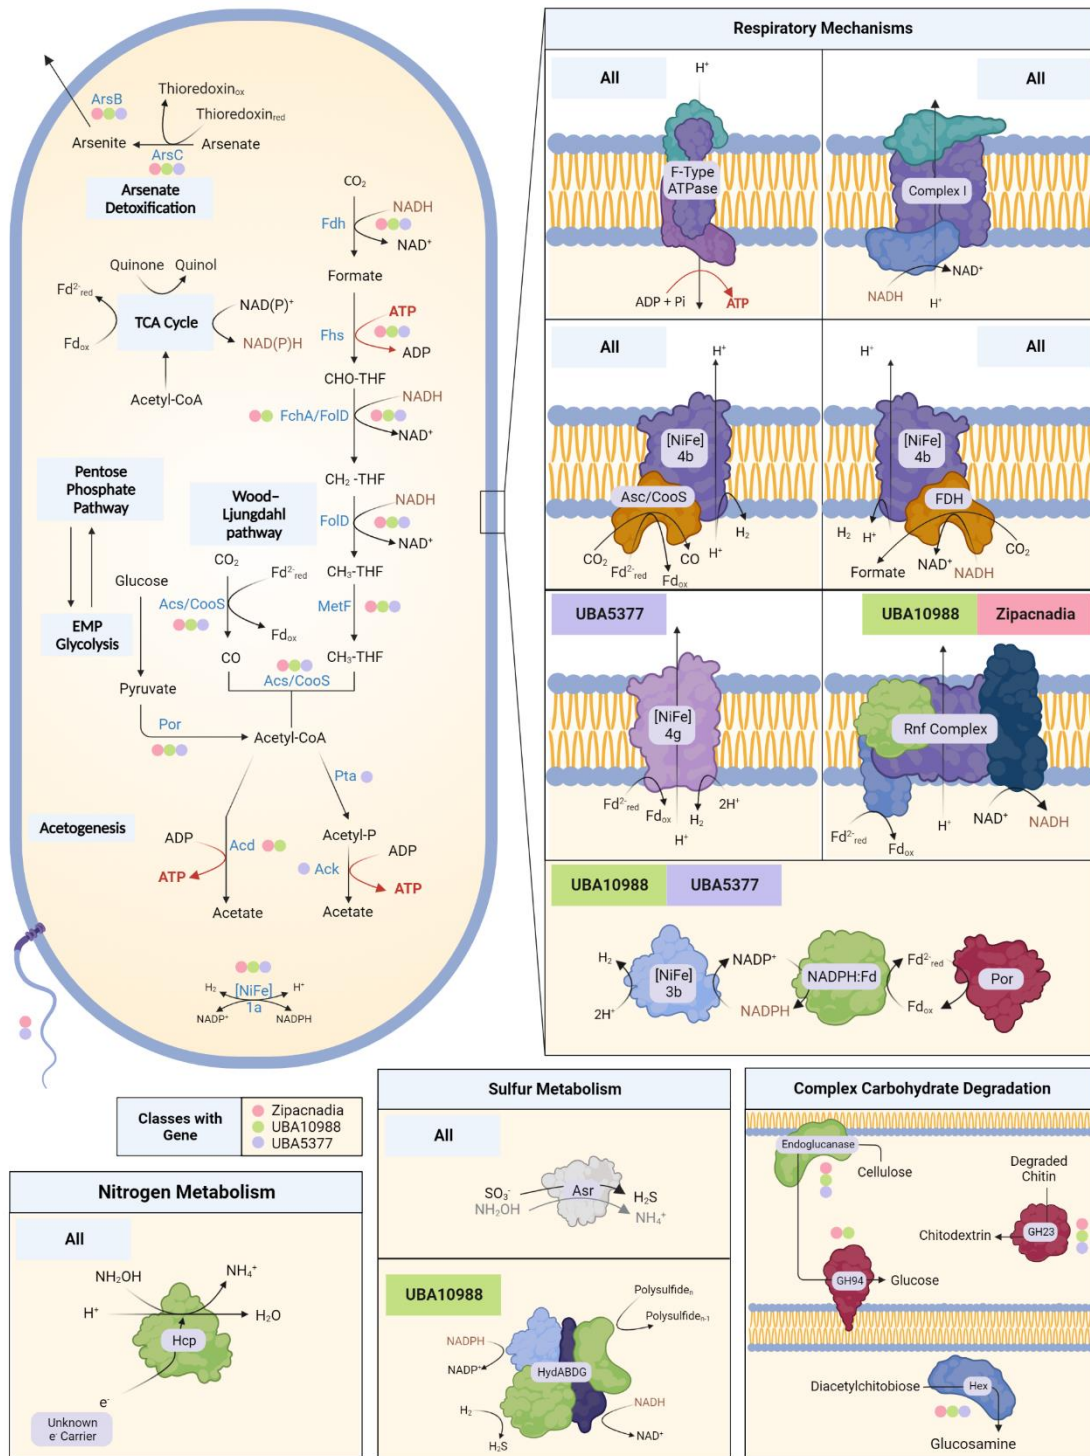 Thioredoxinox
Thioredoxinred
ArsB
Arsenite
Arsenate
ArsC
Arsenate
Detoxification
CO2
NADH
Fdh
NAD+
Formate
Quinone
Quinol
Fd2-red
NAD(P)+
TCA Cycle
Fdox
NAD(P)H
Acetyl-CoA
ATP
Fhs
ADP
CHO-THF
NADH
FchA/FolD
NAD+
CH2 -THF
Pentose
Phosphate
Pathway
Wood–
Ljungdahl
pathway
NADH
FolD
NAD+
CO2
Fd2-red
CH3-THF
Glucose
Acs/CooS
MetF
EMP
Glycolysis
Fdox
CO
CH3-THF
Acs/CooS
Pyruvate
Por
Acetyl-CoA
Pta
Acetogenesis
ADP
Acetyl-P
Acd
ADP
ATP
Ack
ATP
Acetate
Acetate
H2
[NiFe]
1a
H+
NADP+
NADPH
Respiratory Mechanisms
All
H+
F-Type
ATPase
ADP + Pi
ATP
All
Complex I
NADH
NAD+
H+
All
H+
[NiFe]
4b
Asc/CooS
CO2
Fd2-red
Fdox
CO
H+
H2
All
H+
[NiFe]
4b
FDH
H2
H+
Formate
NAD+
NADH
CO2
UBA5377
[NiFe]
4g
Fd2-red
Fdox
H2
2H+
H+
UBA10988
Zipacnadia
Rnf Complex
Fd2-red
Fdox
H+
NAD+
NADH
UBA10988
UBA5377
H2
[NiFe]
3b
2H+
NADP+
NADPH
NADPH:Fd
Fd2-red
Fdox
Por
Classes with
Gene
Zipacnadia
UBA10988
UBA5377
Nitrogen Metabolism
All
NH2OH
NH4+
H+
H2O
Hcp
e-
Unknown
e- Carrier
Sulfur Metabolism
All
SO3-
Asr
H2S
NH2OH
NH4+
UBA10988
Polysulfiden
Polysulfiden-1
NADPH
NADP+
HydABDG
H2
NADH
H2S
NAD+
Complex Carbohydrate Degradation
Endoglucanase
Cellulose
Degraded
Chitin
Chitodextrin
GH23
GH94
Glucose
Diacetylchitobiose
Hex
Glucosamine